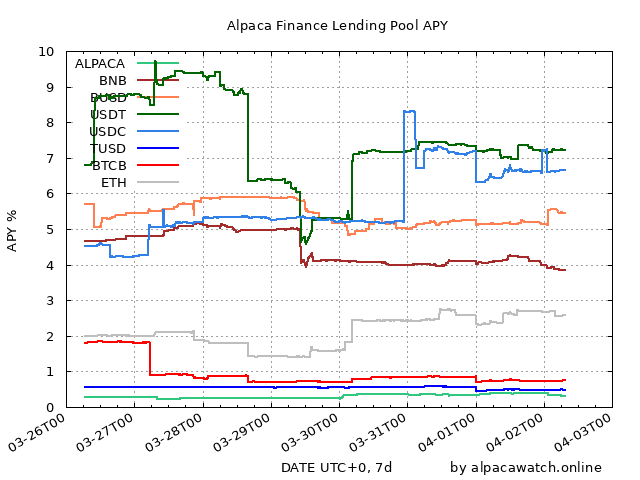 Alpaca Finance Lending Pool APY
10
9
8
7
6
5
4
3
2
1
0
APY %
ALPACA
BNB
BUSD
USDT
USDC
TUSD
BTCB
ETH
03-26T00
03-27T00
03-28T00
03-29T00
03-30T00
03-31T00
04-01T00
04-02T00
04-03T00
DATE UTC+0, 7d
by alpacawatch.online